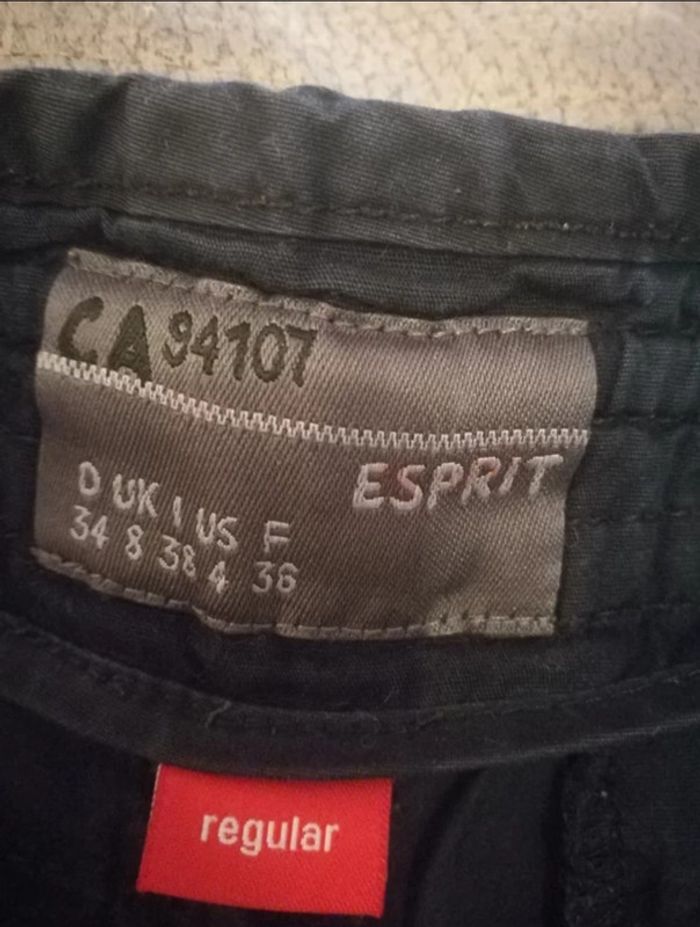 CA 94107
ESPRIT
D UK I US F
34 8 38 4 36
regular